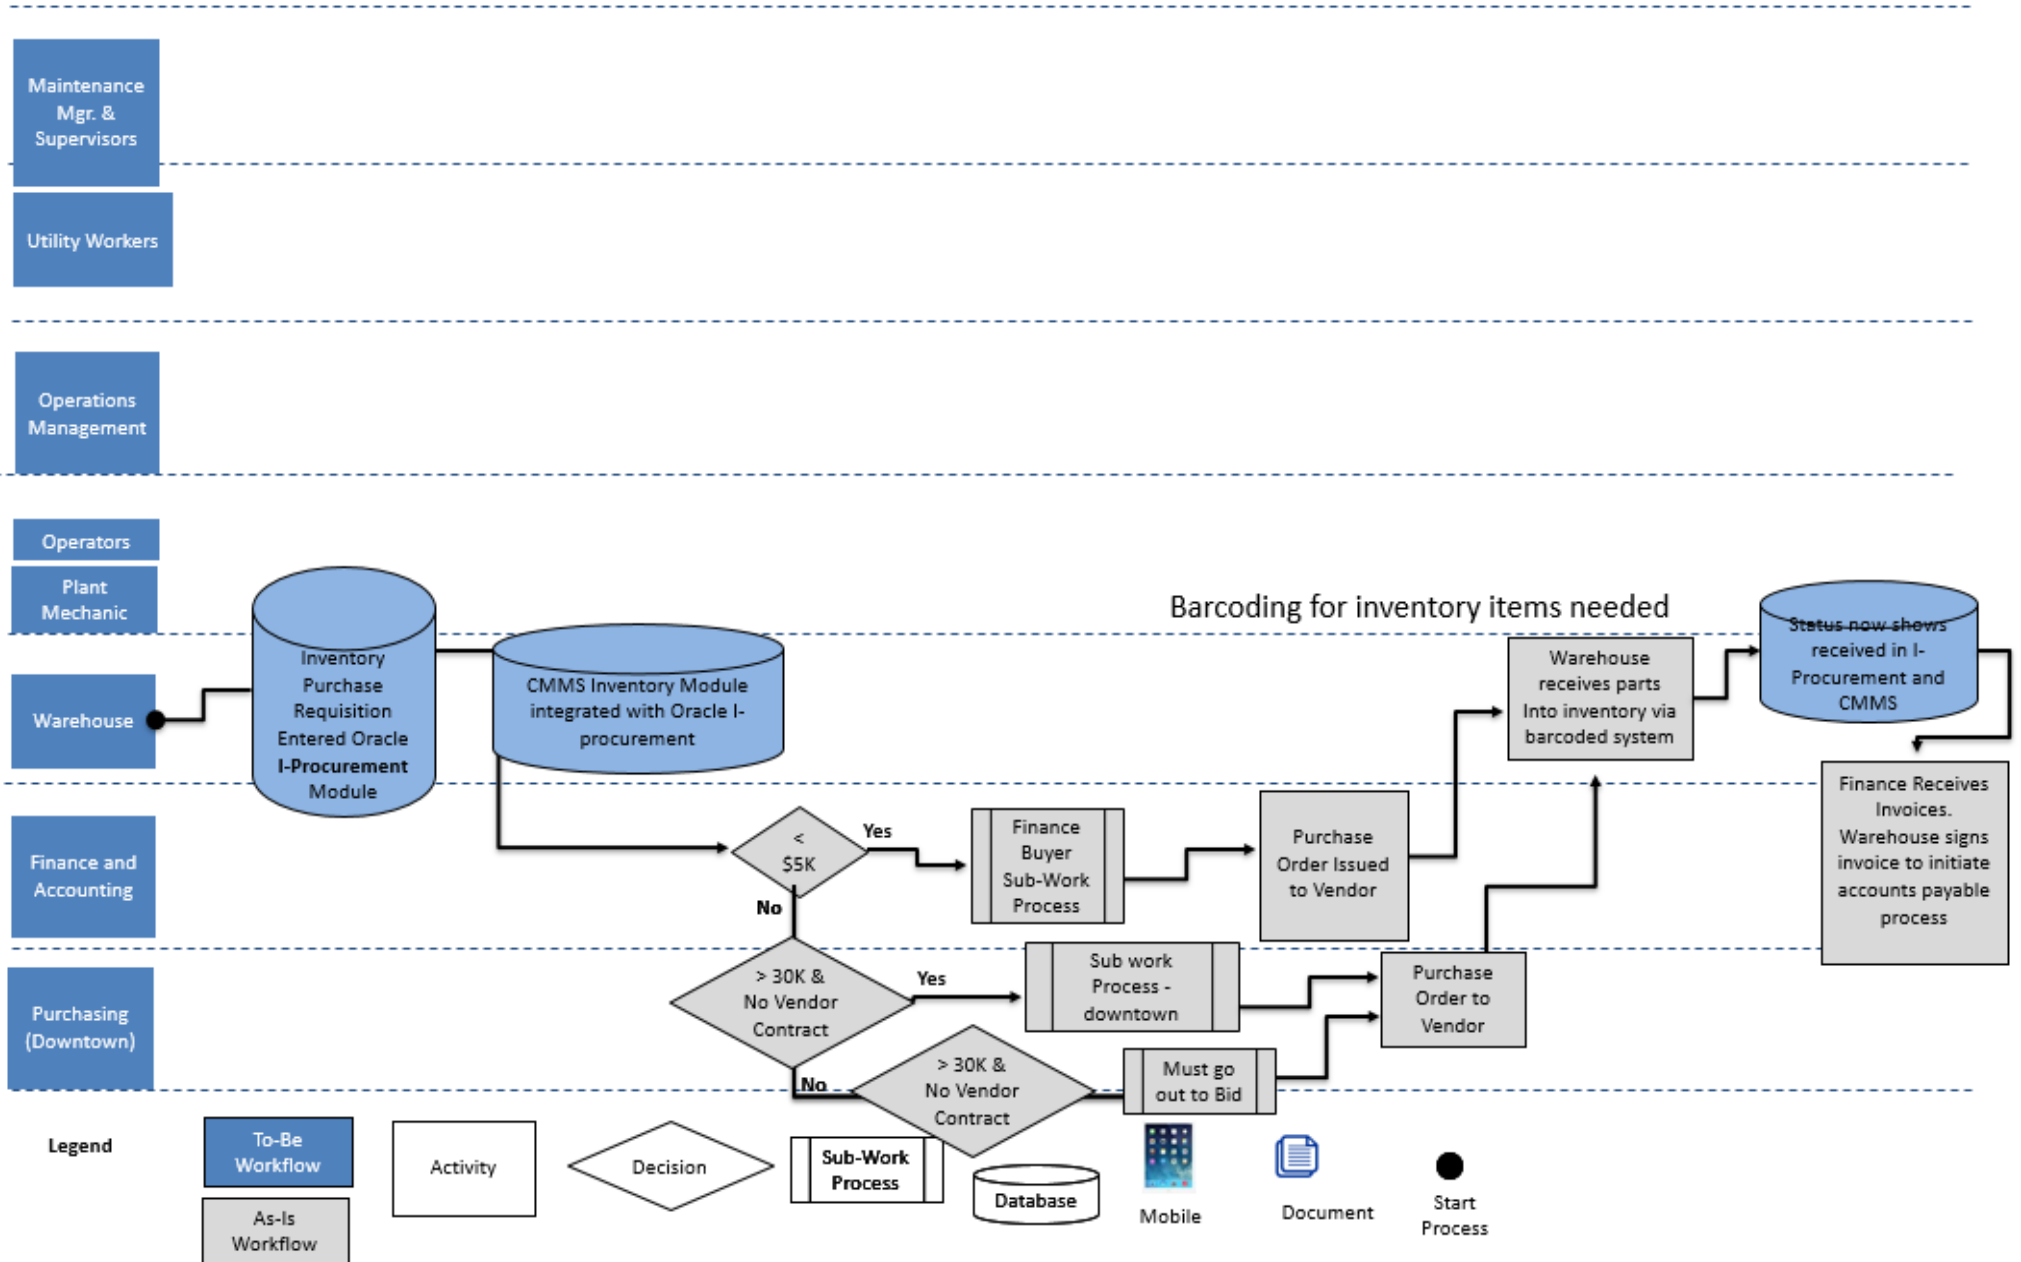 Maintenance
Mgr. &
Supervisors
Utility Workers
Operations
Management
Operators
Plant
Mechanic
Warehouse
Finance and
Accounting
Purchasing
(Downtown)
Inventory
Purchase
Requisition
Entered Oracle
I-Procurement
Module
CMMS Inventory Module
integrated with Oracle I-
procurement
<
$5K
Yes
No
Finance
Buyer
Sub-Work
Process
Purchase
Order Issued
to Vendor
> 30K &
No Vendor
Contract
Yes
No
Sub work
Process -
downtown
> 30K &
No Vendor
Contract
Must go
out to Bid
Purchase
Order to
Vendor
Barcoding for inventory items needed
Warehouse
receives parts
Into inventory via
barcoded system
Status now shows
received in I-
Procurement and
CMMS
Finance Receives
Invoices.
Warehouse signs
invoice to initiate
accounts payable
process
Legend
To-Be
Workflow
As-Is
Workflow
Activity
Decision
Sub-Work
Process
Database
Mobile
Document
Start
Process